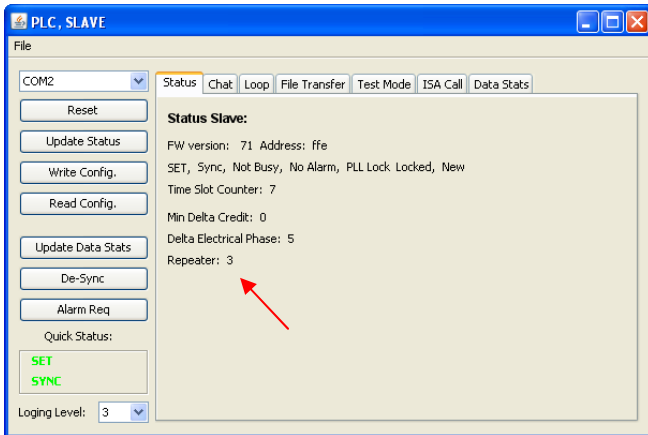 PLC, SLAVE
File
COM2
Reset
Update Status
Write Config.
Read Config.
Update Data Stats
De-Sync
Alarm Req
Quick Status:
SET
SYNC
Loging Level: 3
Status Chat Loop File Transfer Test Mode ISA Call Data Stats
Status Slave:
FW version: 71 Address: ffe
SET, Sync, Not Busy, No Alarm, PLL Lock Locked, New
Time Slot Counter: 7
Min Delta Credit: 0
Delta Electrical Phase: 5
Repeater: 3